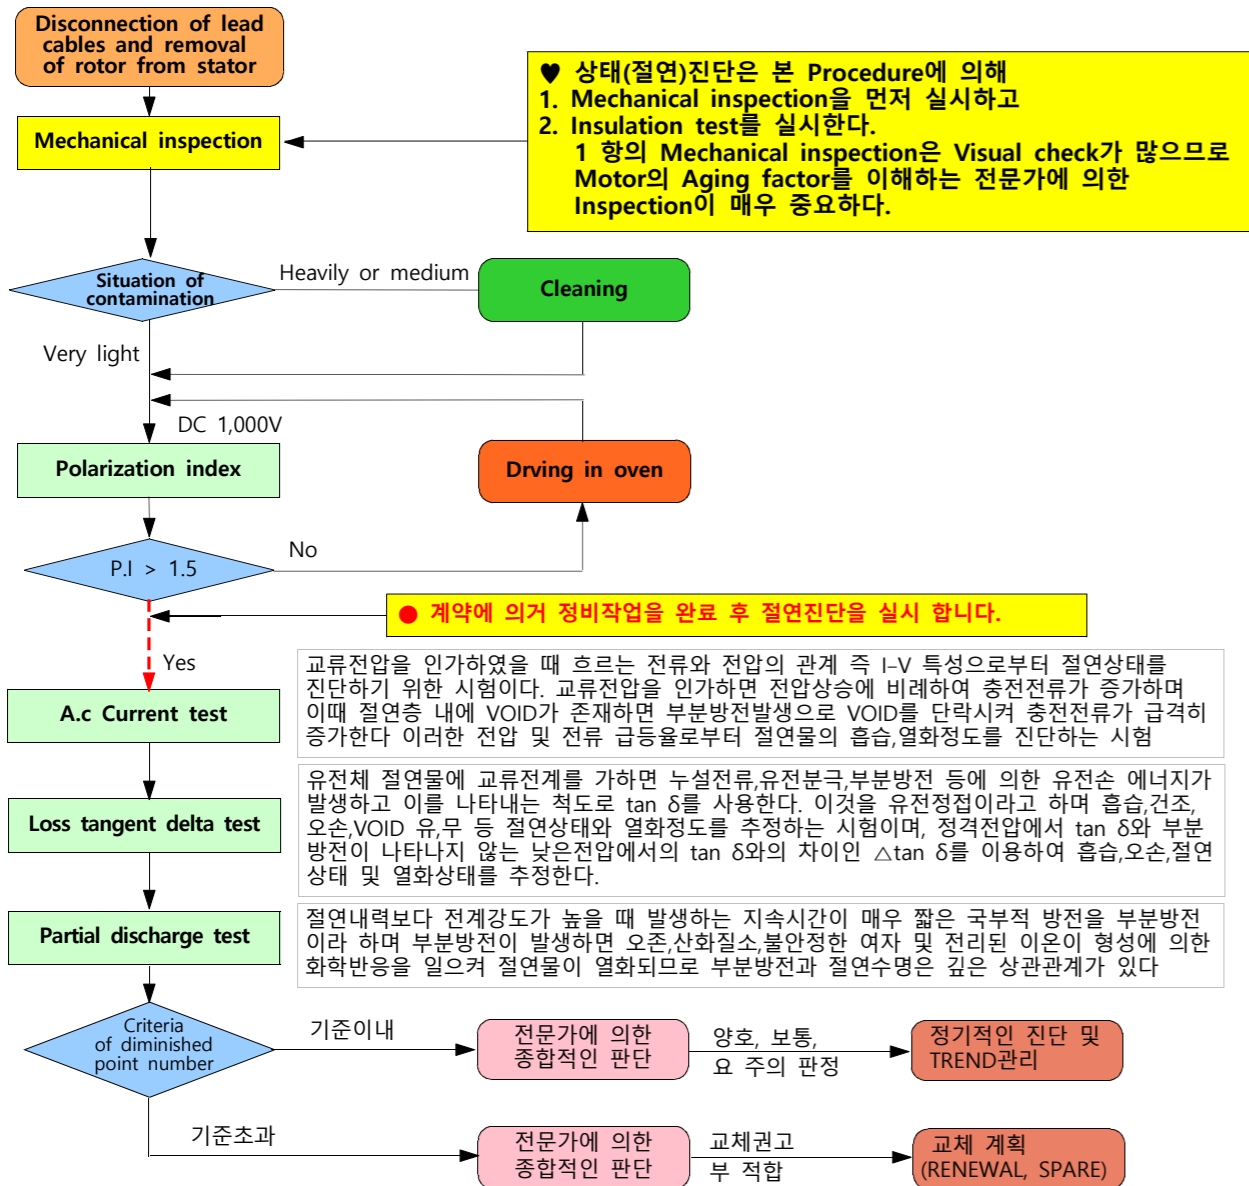 Disconnection of lead
cables and removal
of rotor from stator
♥ 상태(절연)진단은 본 Procedure에 의해
1. Mechanical inspection을 먼저 실시하고
2. Insulation test를 실시한다.
1 항의 Mechanical inspection은 Visual check가 많으므로
Motor의 Aging factor를 이해하는 전문가에 의한
Inspection이 매우 중요하다.
Mechanical inspection
Situation of
contamination
Heavily or medium
Cleaning
Very light
DC 1,000V
Polarization index
Drving in oven
P.I > 1.5
No
● 계약에 의거 정비작업을 완료 후 절연진단을 실시 합니다.
Yes
A.c Current test
교류전압을 인가하였을 때 흐르는 전류와 전압의 관계 즉 I-V 특성으로부터 절연상태를
진단하기 위한 시험이다. 교류전압을 인가하면 전압상승에 비례하여 충전전류가 증가하며
이때 절연층 내에 VOID가 존재하면 부분방전발생으로 VOID를 단락시켜 충전전류가 급격히
증가한다 이러한 전압 및 전류 급등율로부터 절연물의 흡습,열화정도를 진단하는 시험
Loss tangent delta test
유전체 절연물에 교류전계를 가하면 누설전류,유전분극,부분방전 등에 의한 유전손 에너지가
발생하고 이를 나타내는 척도로 tan δ를 사용한다. 이것을 유전정접이라고 하며 흡습,건조,
오손,VOID 유,무 등 절연상태와 열화정도를 추정하는 시험이며, 정격전압에서 tan δ와 부분
방전이 나타나지 않는 낮은전압에서의 tan δ와의 차이인 △tan δ를 이용하여 흡습,오손,절연
상태 및 열화상태를 추정한다.
Partial discharge test
절연내력보다 전계강도가 높을 때 발생하는 지속시간이 매우 짧은 국부적 방전을 부분방전
이라 하며 부분방전이 발생하면 오존,산화질소,불안정한 여자 및 전리된 이온이 형성에 의한
화학반응을 일으켜 절연물이 열화되므로 부분방전과 절연수명은 깊은 상관관계가 있다
Criteria
of diminished
point number
기준이내
전문가에 의한
종합적인 판단
양호, 보통,
요 주의 판정
정기적인 진단 및
TREND관리
기준초과
전문가에 의한
종합적인 판단
교체권고
부 적합
교체 계획
(RENEWAL, SPARE)